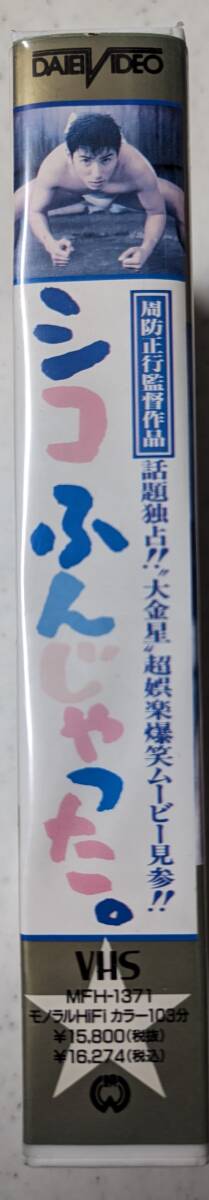 DAIEI VIDEO
シコふんじゃった。
周防正行監督作品
話題独占!!“大金星„超娯楽爆笑ムービー見参!!
VHS
MFH-1371
モノラルHiFi カラー103分
¥15.800(税抜)
¥16.274(税込)